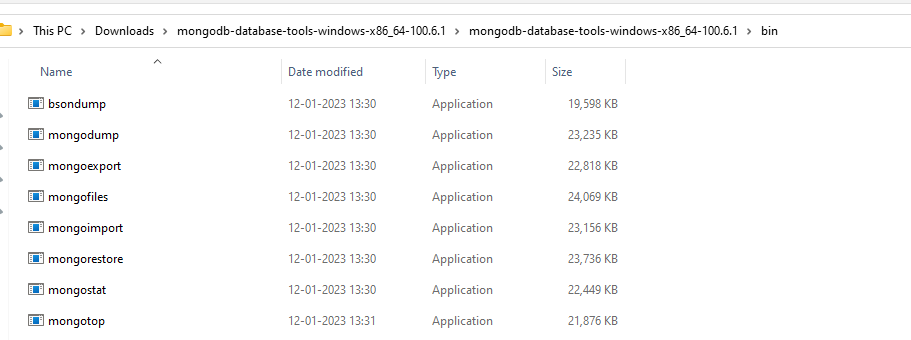 This PC > Downloads > mongodb-database-tools-windows-x86_64-100.6.1 > mongodb-database-tools-windows-x86_64-100.6.1 > bin
Name Date modified Type Size
bsondump 12-01-2023 13:30 Application 19,598 KB
mongodump 12-01-2023 13:30 Application 23,235 KB
mongoexport 12-01-2023 13:30 Application 22,818 KB
mongofiles 12-01-2023 13:30 Application 24,069 KB
mongoimport 12-01-2023 13:30 Application 23,156 KB
mongorestore 12-01-2023 13:30 Application 23,736 KB
mongostat 12-01-2023 13:30 Application 22,449 KB
mongotop 12-01-2023 13:31 Application 21,876 KB